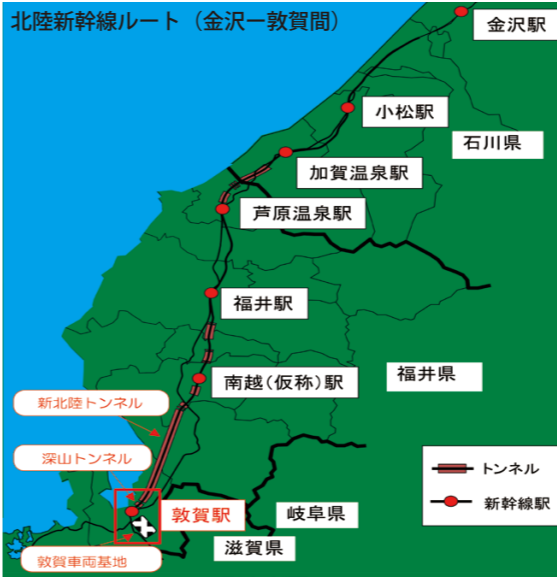 北陸新幹線ルート（金沢ー敦賀間）
金沢駅
小松駅
石川県
加賀温泉駅
芦原温泉駅
福井駅
南越(仮称)駅
福井県
新北陸トンネル
深山トンネル
トンネル
新幹線駅
敦賀駅
岐阜県
滋賀県
敦賀車両基地